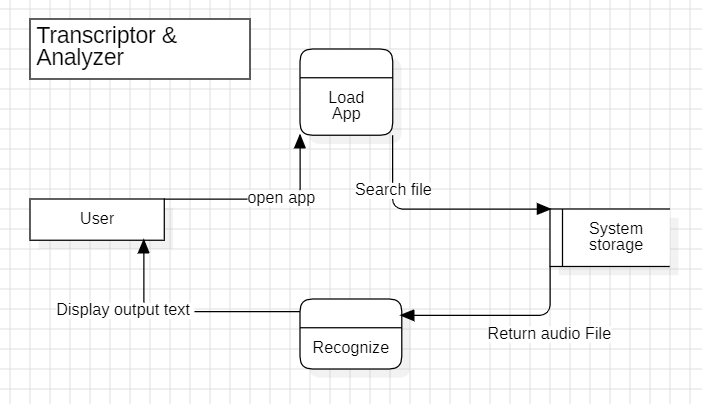 Transcriptor &
Analyzer
Load
App
open app
Search file
User
System
storage
Display output text
Return audio File
Recognize